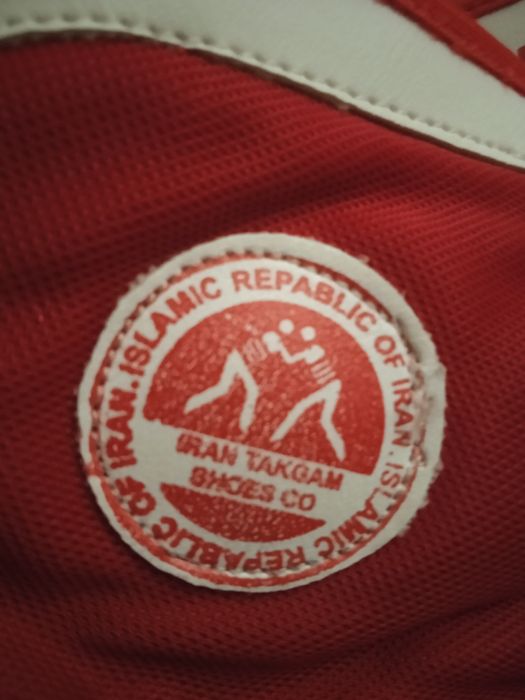 ISLAMIC REPABLIC OF IRAN.ISLAMIC REPABLIC OF IRAN.
IRAN TAKGAM
SHOES CO